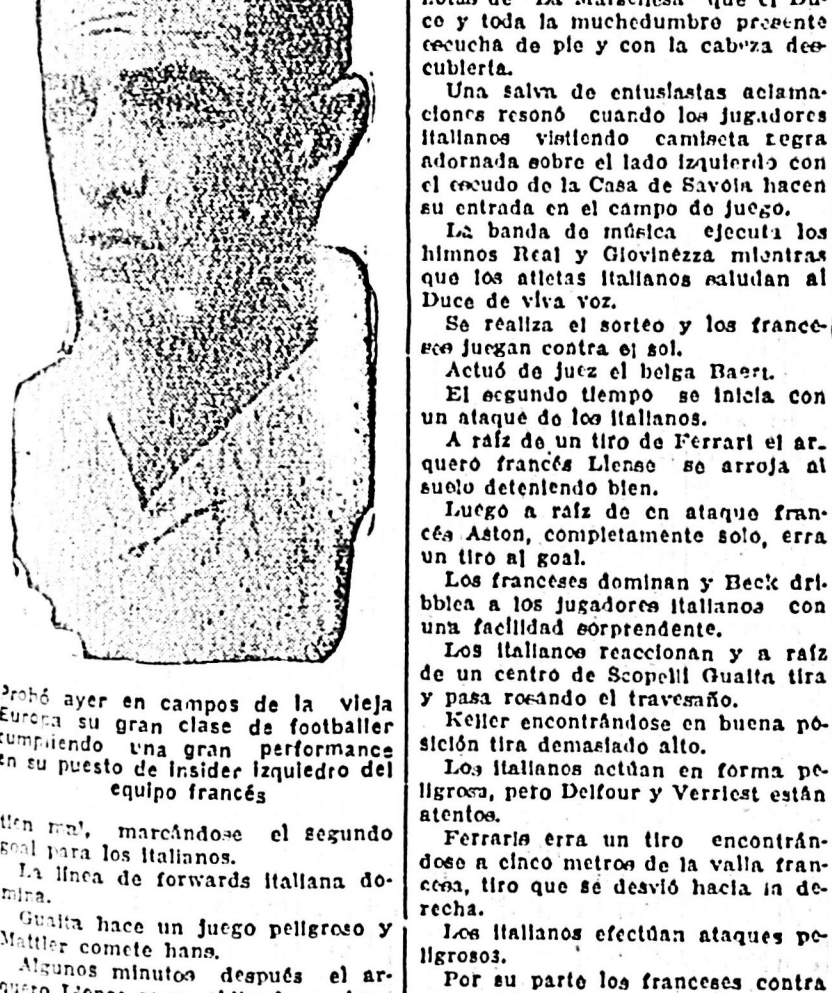 Probó ayer en campos de la vieja
Europa su gran clase de footballer
cumpliendo una gran performance
en su puesto de insider izquiedro del
equipo francés
mal, marcándose el segundo
goal para los italianos.
La línea de forwards italiana do-
mina.
Guaita hace un juego peligroso y
Mattler comete hans.
Algunos minutos después el ar-
quero
notas de "La Marsellesa" que el Du-
ce y toda la muchedumbre presente
escucha de pie y con la cabeza des-
cubierta.
Una salva de entusiastas aclama-
ciones resonó cuando los jugadores
italianos vistiendo camiseta negra
adornada sobre el lado izquierdo con
el escudo de la Casa de Savoia hacen
su entrada en el campo de juego.
La banda de música ejecuta los
himnos Real y Giovinezza mientras
que los atletas italianos saludan al
Duce de viva voz.
Se realiza el sorteo y los france-
ses juegan contra el sol.
Actuó de juez el belga Baert.
El segundo tiempo se inicia con
un ataque de los italianos.
A raíz de un tiro de Ferrari el ar-
quero francés Llense se arroja al
suelo deteniendo bien.
Luego a raíz de en ataque fran-
cés Aston, completamente solo, erra
un tiro al goal.
Los franceses dominan y Beck dri-
bblea a los jugadores italianos con
una facilidad sorprendente.
Los italianos reaccionan y a raíz
de un centro de Scopelli Guaita tira
y pasa rosando el travesaño.
Keller encontrándose en buena po-
sición tira demasiado alto.
Los italianos actúan en forma pe-
ligrosa, pero Delfour y Verriest están
atentos.
Ferraris erra un tiro encontrán-
dose a cinco metros de la valla fran-
cesa, tiro que se desvió hacia la de-
recha.
Los italianos efectúan ataques pe-
ligrosos.
Por su parte los franceses contra